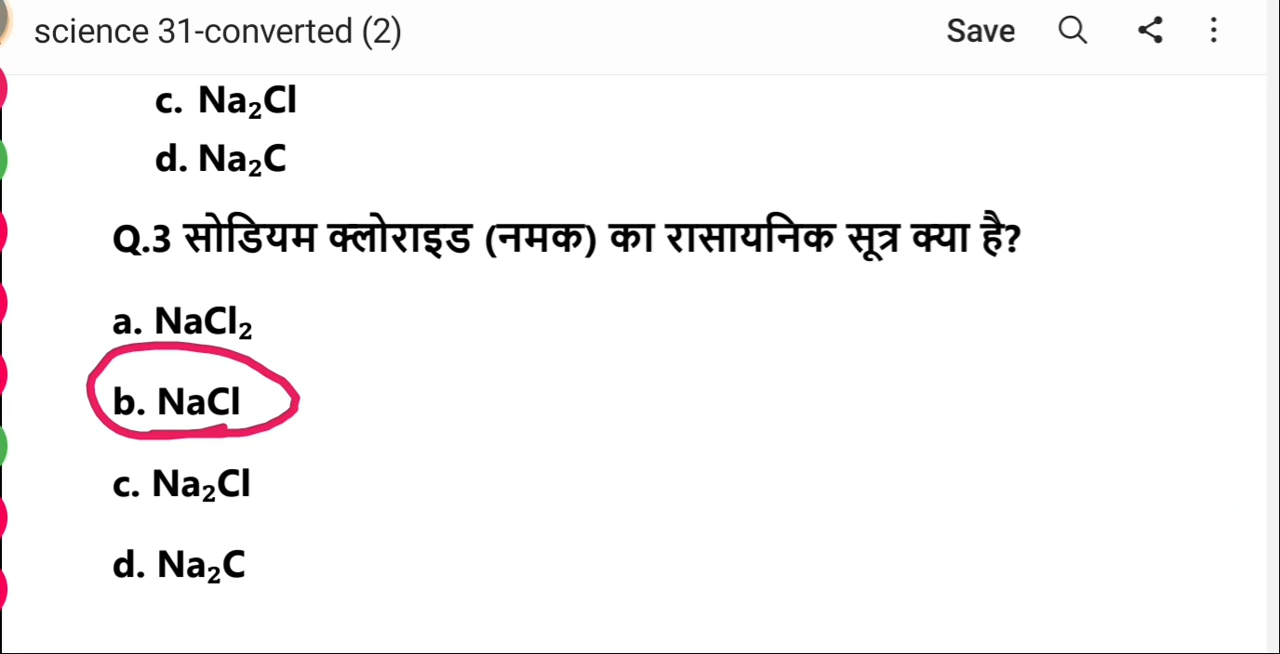 science 31-converted (2)
Save
c. Na₂Cl
d. Na₂C
Q.3 सोडियम क्लोराइड (नमक) का रासायनिक सूत्र क्या है?
a. NaCl₂
b. NaCl
c. Na₂Cl
d. Na₂C